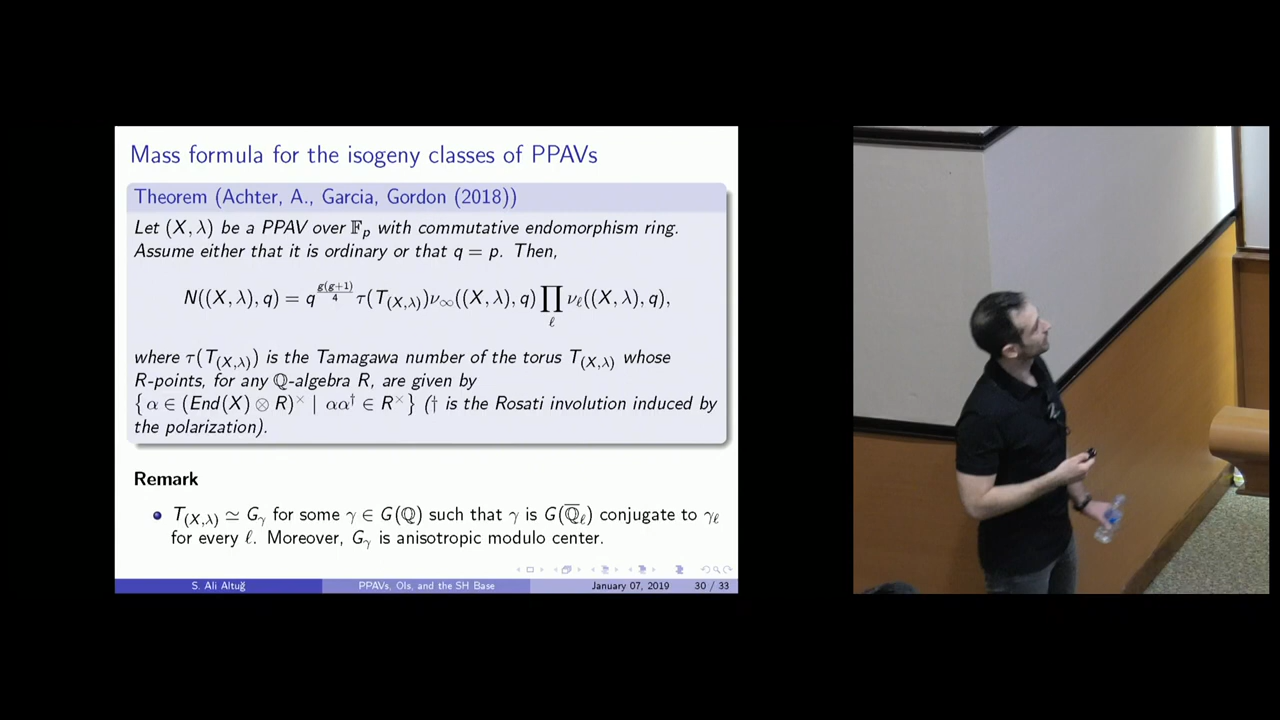 Mass formula for the isogeny classes of PPAVs
Theorem (Achter, A., Garcia, Gordon (2018))
Let (X, λ) be a PPAV over 𝔽_p with commutative endomorphism ring.
Assume either that it is ordinary or that q = p. Then,
N((X, λ), q) = q^{g(g+1)/4} τ(T_{(X,λ)}) ν_∞((X, λ), q) ∏_ℓ ν_ℓ((X, λ), q),
where τ(T_{(X,λ)}) is the Tamagawa number of the torus T_{(X,λ)} whose
R-points, for any ℚ-algebra R, are given by
{ α ∈ (End(X) ⊗ R)^× | αα^† ∈ R^× } († is the Rosati involution induced by
the polarization).
Remark
T_{(X,λ)} ≃ G_γ for some γ ∈ G(ℚ) such that γ is G(ℚ̅_ℓ) conjugate to γ_ℓ
for every ℓ. Moreover, G_γ is anisotropic modulo center.
S. Ali Altuğ
PPAVs, OIs, and the SH Base
January 07, 2019
30 / 33